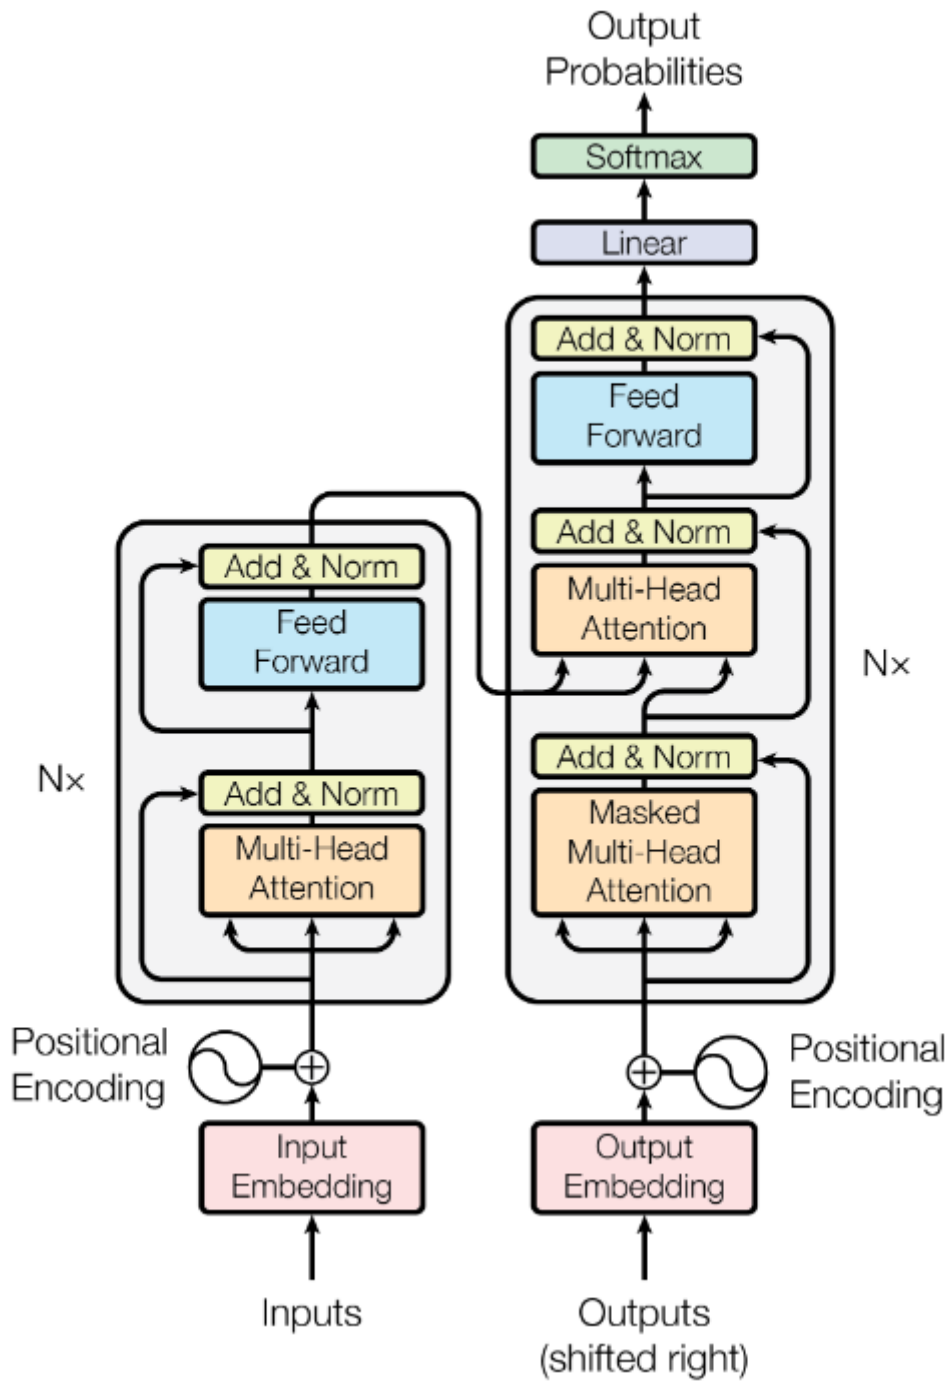 Output
Probabilities
Softmax
Linear
Add & Norm
Feed
Forward
Add & Norm
Multi-Head
Attention
N×
Add & Norm
Masked
Multi-Head
Attention
Add & Norm
Feed
Forward
N×
Add & Norm
Multi-Head
Attention
Positional
Encoding
Positional
Encoding
Input
Embedding
Output
Embedding
Inputs
Outputs
(shifted right)